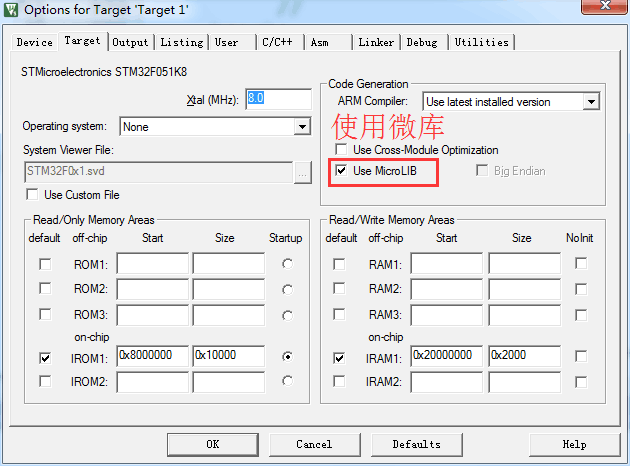 Options for Target 'Target 1'
Device Target Output Listing User C/C++ Asm Linker Debug Utilities
STMicroelectronics STM32F051K8
Xtal (MHz): 8.0
Operating system: None
System Viewer File:
STM32F0x1.svd ...
Use Custom File
Code Generation
ARM Compiler: Use latest installed version
使用微库
Use Cross-Module Optimization
Use MicroLIB Big Endian
Read/Only Memory Areas
default off-chip Start Size Startup
ROM1:
ROM2:
ROM3:
on-chip
IROM1: 0x8000000 0x10000
IROM2:
Read/Write Memory Areas
default off-chip Start Size NoInit
RAM1:
RAM2:
RAM3:
on-chip
IRAM1: 0x20000000 0x2000
IRAM2:
OK Cancel Defaults Help